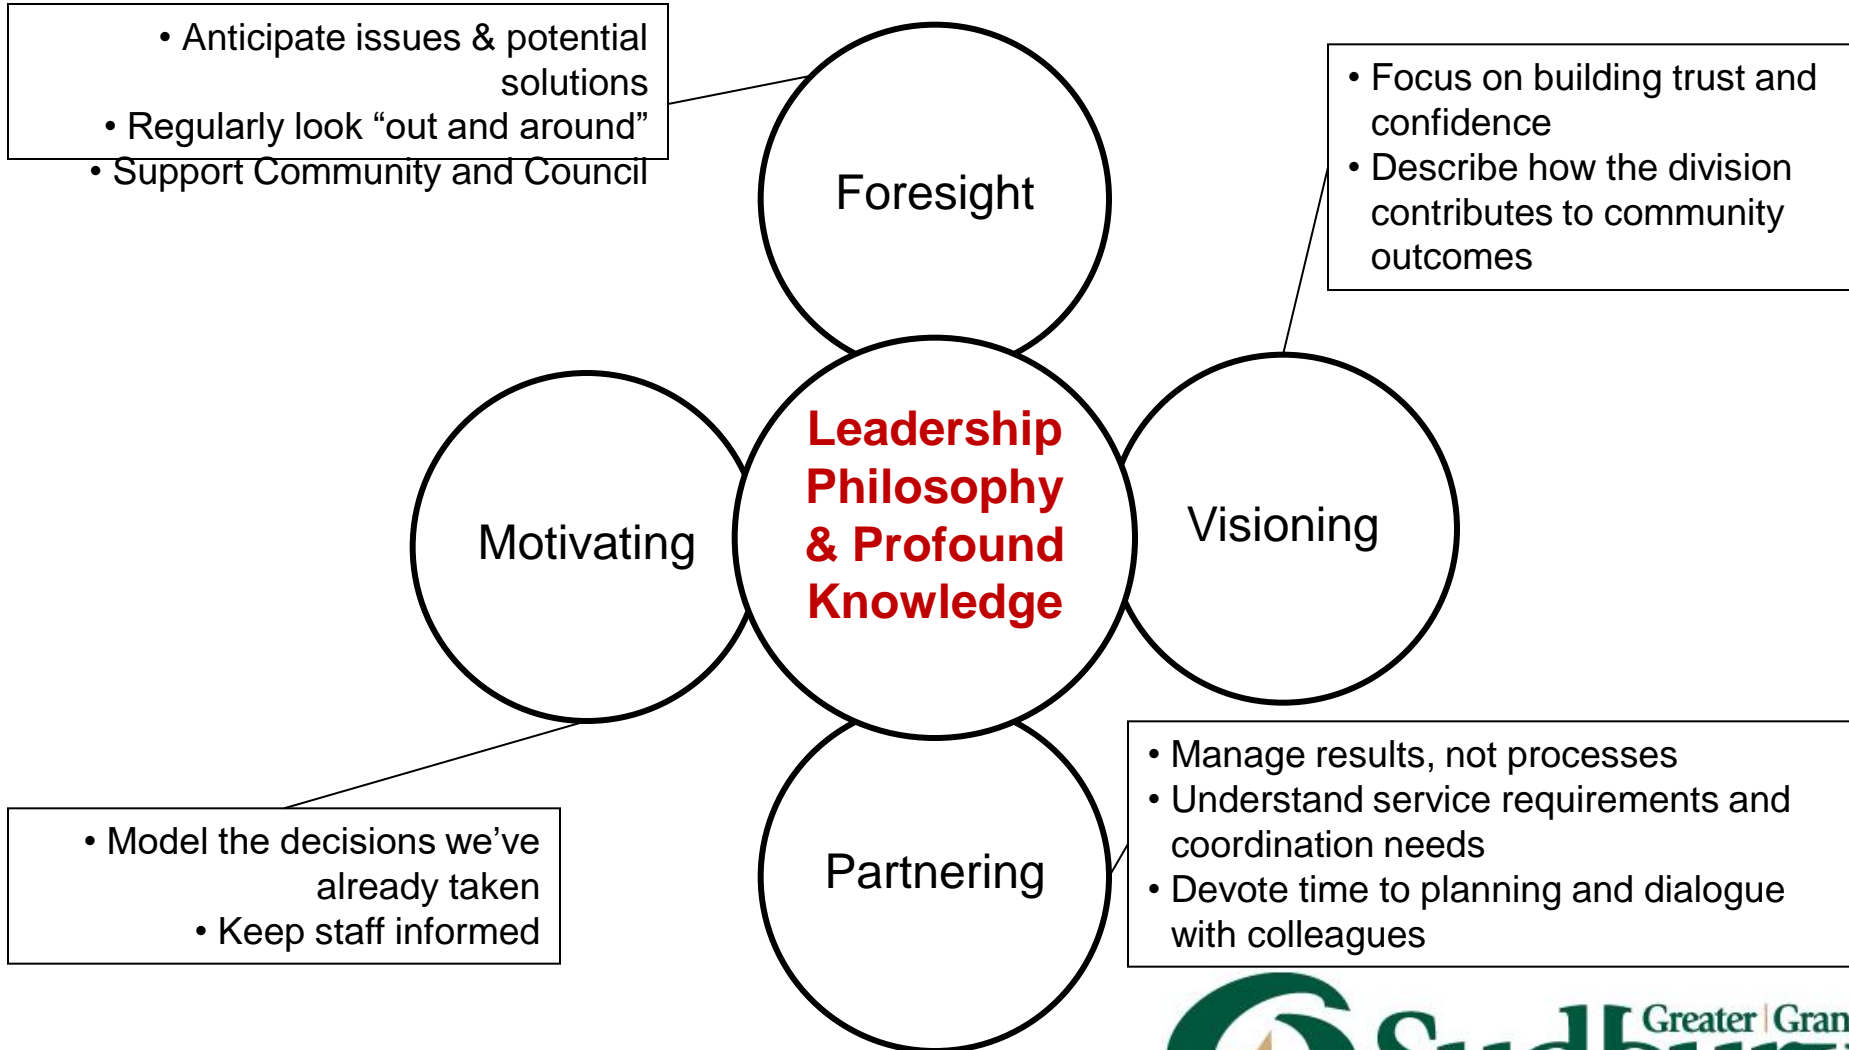 • Anticipate issues & potential
solutions
• Regularly look “out and around”
• Support Community and Council
Foresight
• Focus on building trust and
confidence
• Describe how the division
contributes to community
outcomes
Leadership
Philosophy
& Profound
Knowledge
Motivating
Visioning
• Model the decisions we’ve
already taken
• Keep staff informed
Partnering
• Manage results, not processes
• Understand service requirements and
coordination needs
• Devote time to planning and dialogue
with colleagues
Greater | Gran
Sudbury